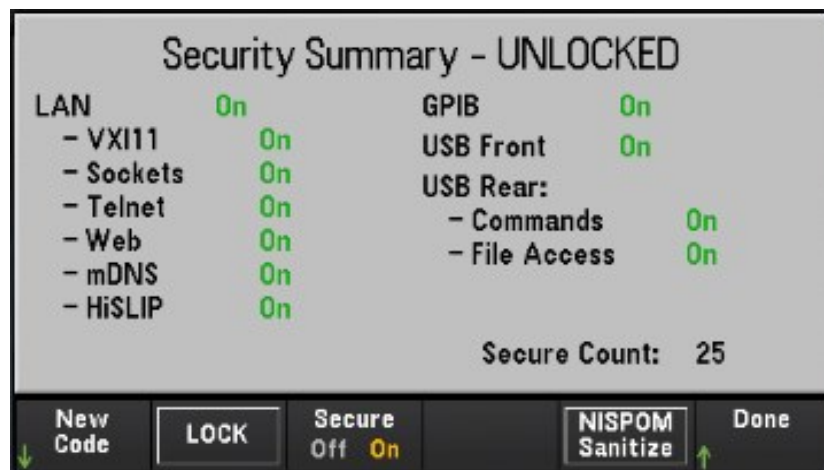 Security Summary - UNLOCKED
LAN On
- VXI11 On
- Sockets On
- Telnet On
- Web On
- mDNS On
- HiSLIP On
GPIB On
USB Front On
USB Rear:
- Commands On
- File Access On
Secure Count: 25
New
Code
LOCK
Secure
Off On
NISPOM
Sanitize
Done